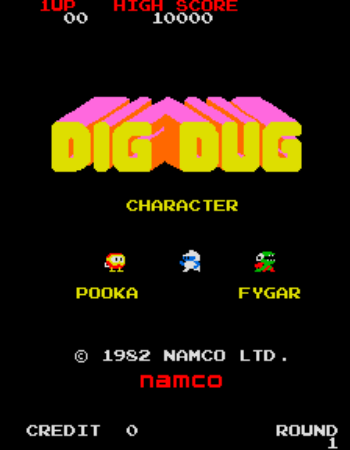 1UP HIGH SCORE
00 10000
DIG DUG
CHARACTER
POOKA FYGAR
© 1982 NAMCO LTD.
namco
CREDIT 0 ROUND
1